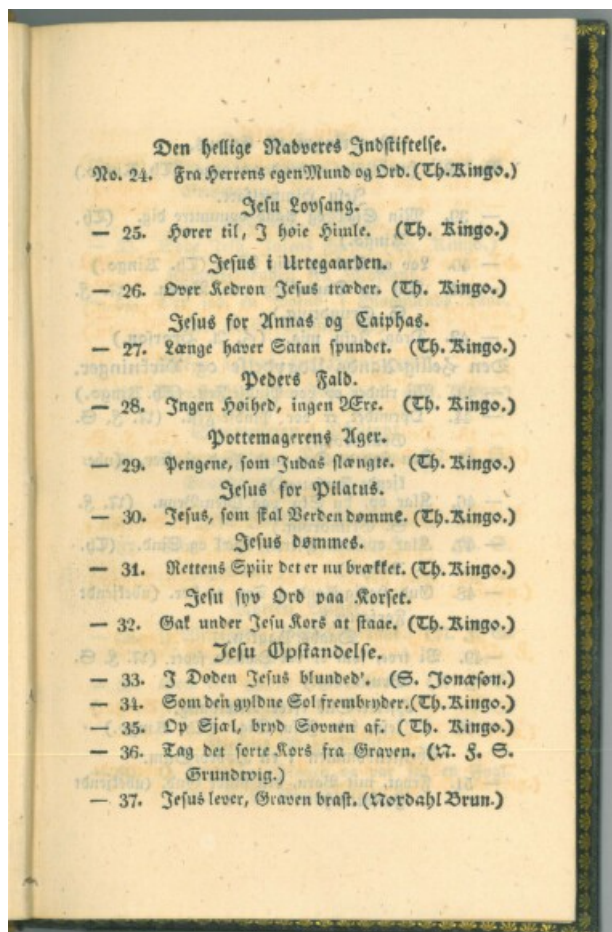 Den hellige Nadveres Indstiftelse.
No. 24. Fra Herrens egen Mund og Ord. (Th. Kingo.)
Jesu Lovsang.
— 25. Hører til, I høie Himle. (Th. Kingo.)
Jesus i Urtegaarden.
— 26. Over Kedron Jesus træder. (Th. Kingo.)
Jesus for Annas og Caiphas.
— 27. Længe haver Satan spundet. (Th. Kingo.)
Peders Fald.
— 28. Ingen Høihed, ingen Ære. (Th. Kingo.)
Pottemagerens Ager.
— 29. Pengene, som Judas slængte. (Th. Kingo.)
Jesus for Pilatus.
— 30. Jesus, som skal Verden dømme. (Th. Kingo.)
Jesus dømmes.
— 31. Rettens Spiir det er nu brækket. (Th. Kingo.)
Jesu syv Ord paa Korset.
— 32. Gak under Jesu Kors at staae. (Th. Kingo.)
Jesu Opstandelse.
— 33. I Døden Jesus blunded'. (S. Jonæsøn.)
— 34. Som den gyldne Sol frembryder. (Th. Kingo.)
— 35. Op Sjæl, bryd Søvnen af. (Th. Kingo.)
— 36. Tag det sorte Kors fra Graven. (N. F. S.
Grundtvig.)
— 37. Jesus lever, Graven brast. (Nordahl Brun.)